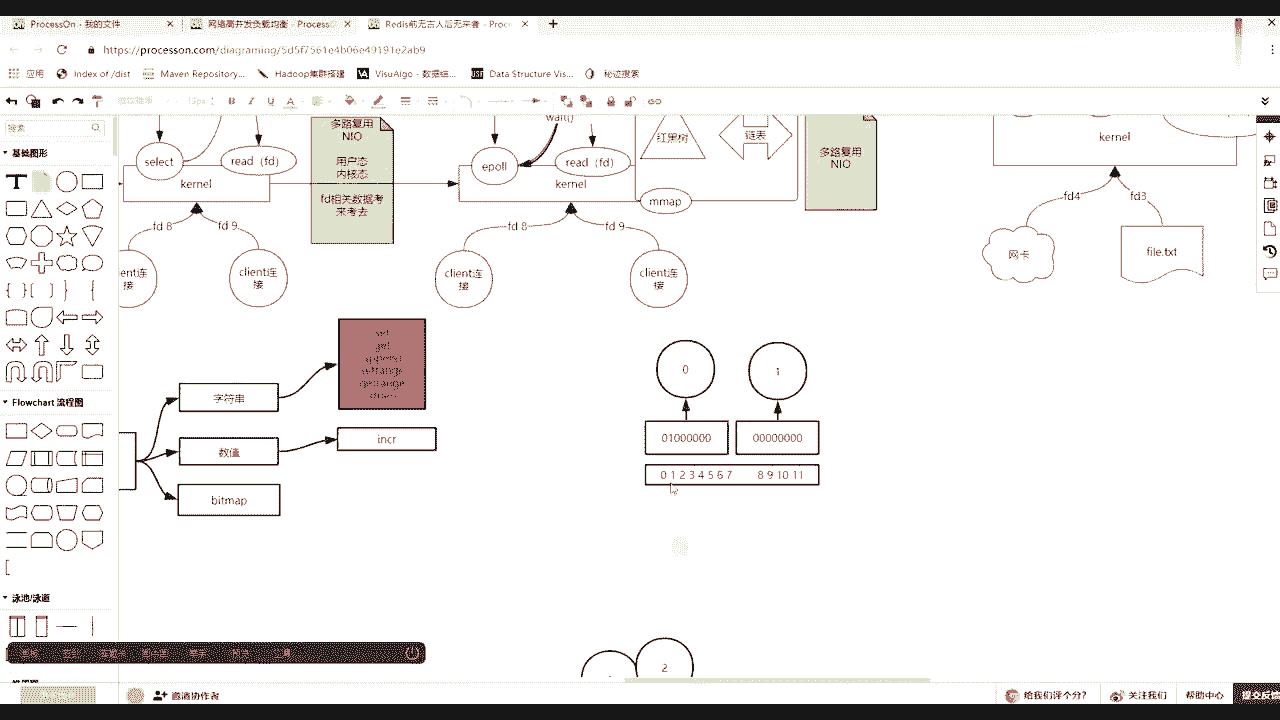 ProcessOn - 我的文件
网络高并发负载均衡 - Process
Redis前无古人后无来者 - Proc
https://processon.com/diagraming/5d5f7561e4b06e49191e2ab9
应用
Index of /dist
Maven Repository...
Hadoop集群搭建
VisuAlgo - 数据结...
USF
Data Structure Vis...
秘迹搜索
B I U A
搜索
基础图形
T
Flowchart 流程图
泳池/泳道
select
read（fd）
kernel
fd 8
fd 9
client连
接
多路复用
NIO
用户态
内核态
fd相关数据考
来考去
wait()
epoll
read（fd）
kernel
红黑树
链表
mmap
fd 8
fd 9
client连
接
client连
接
多路复用
NIO
kernel
fd4
fd3
网卡
file.txt
字符串
数值
bitmap
get
append
incr
0
1
01000000
00000000
0 1 2 3 4 5 6 7
8 9 10 11
2
邀请协作者
给我们评个分？
关注我们
帮助中心
提交反馈